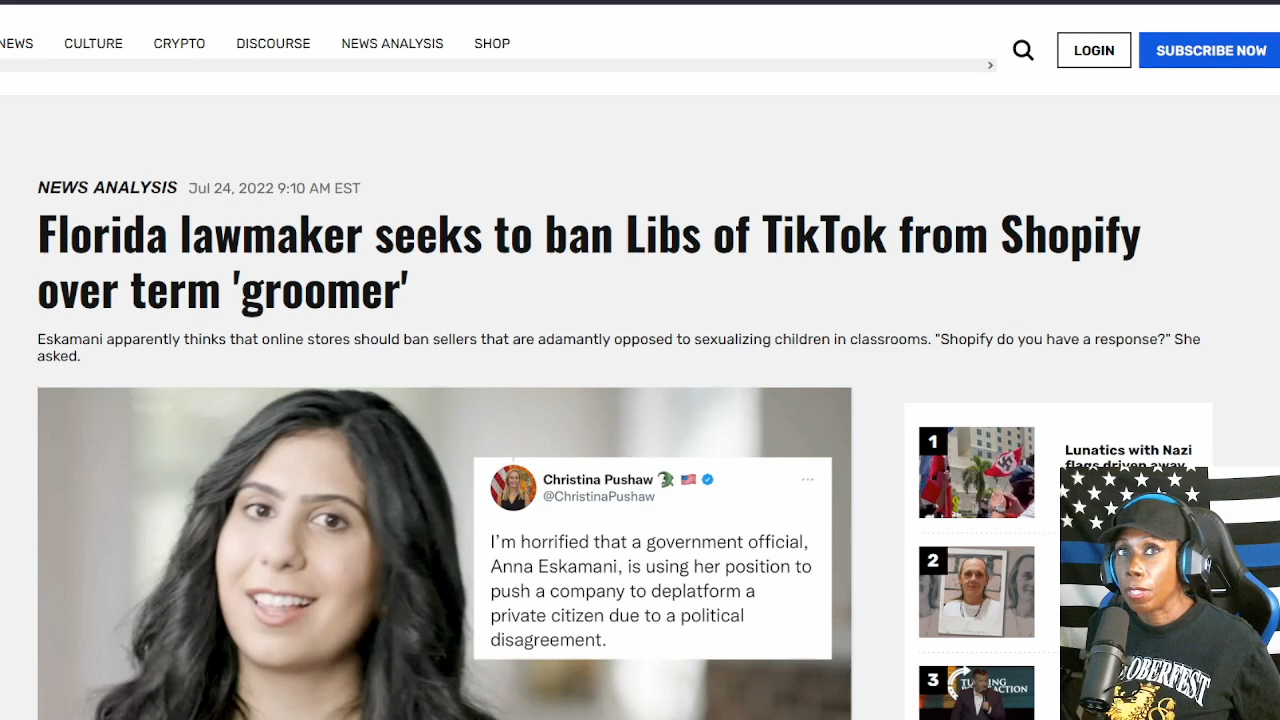 NEWS CULTURE CRYPTO DISCOURSE NEWS ANALYSIS SHOP LOGIN SUBSCRIBE NOW
NEWS ANALYSIS Jul 24, 2022 9:10 AM EST
Florida lawmaker seeks to ban Libs of TikTok from Shopify
over term 'groomer'
Eskamani apparently thinks that online stores should ban sellers that are adamantly opposed to sexualizing children in classrooms. "Shopify do you have a response?" She
asked.
Christina Pushaw
@ChristinaPushaw
I'm horrified that a government official,
Anna Eskamani, is using her position to
push a company to deplatform a
private citizen due to a political
disagreement.
1
Lunatics with Nazi
flags driven away
2
3